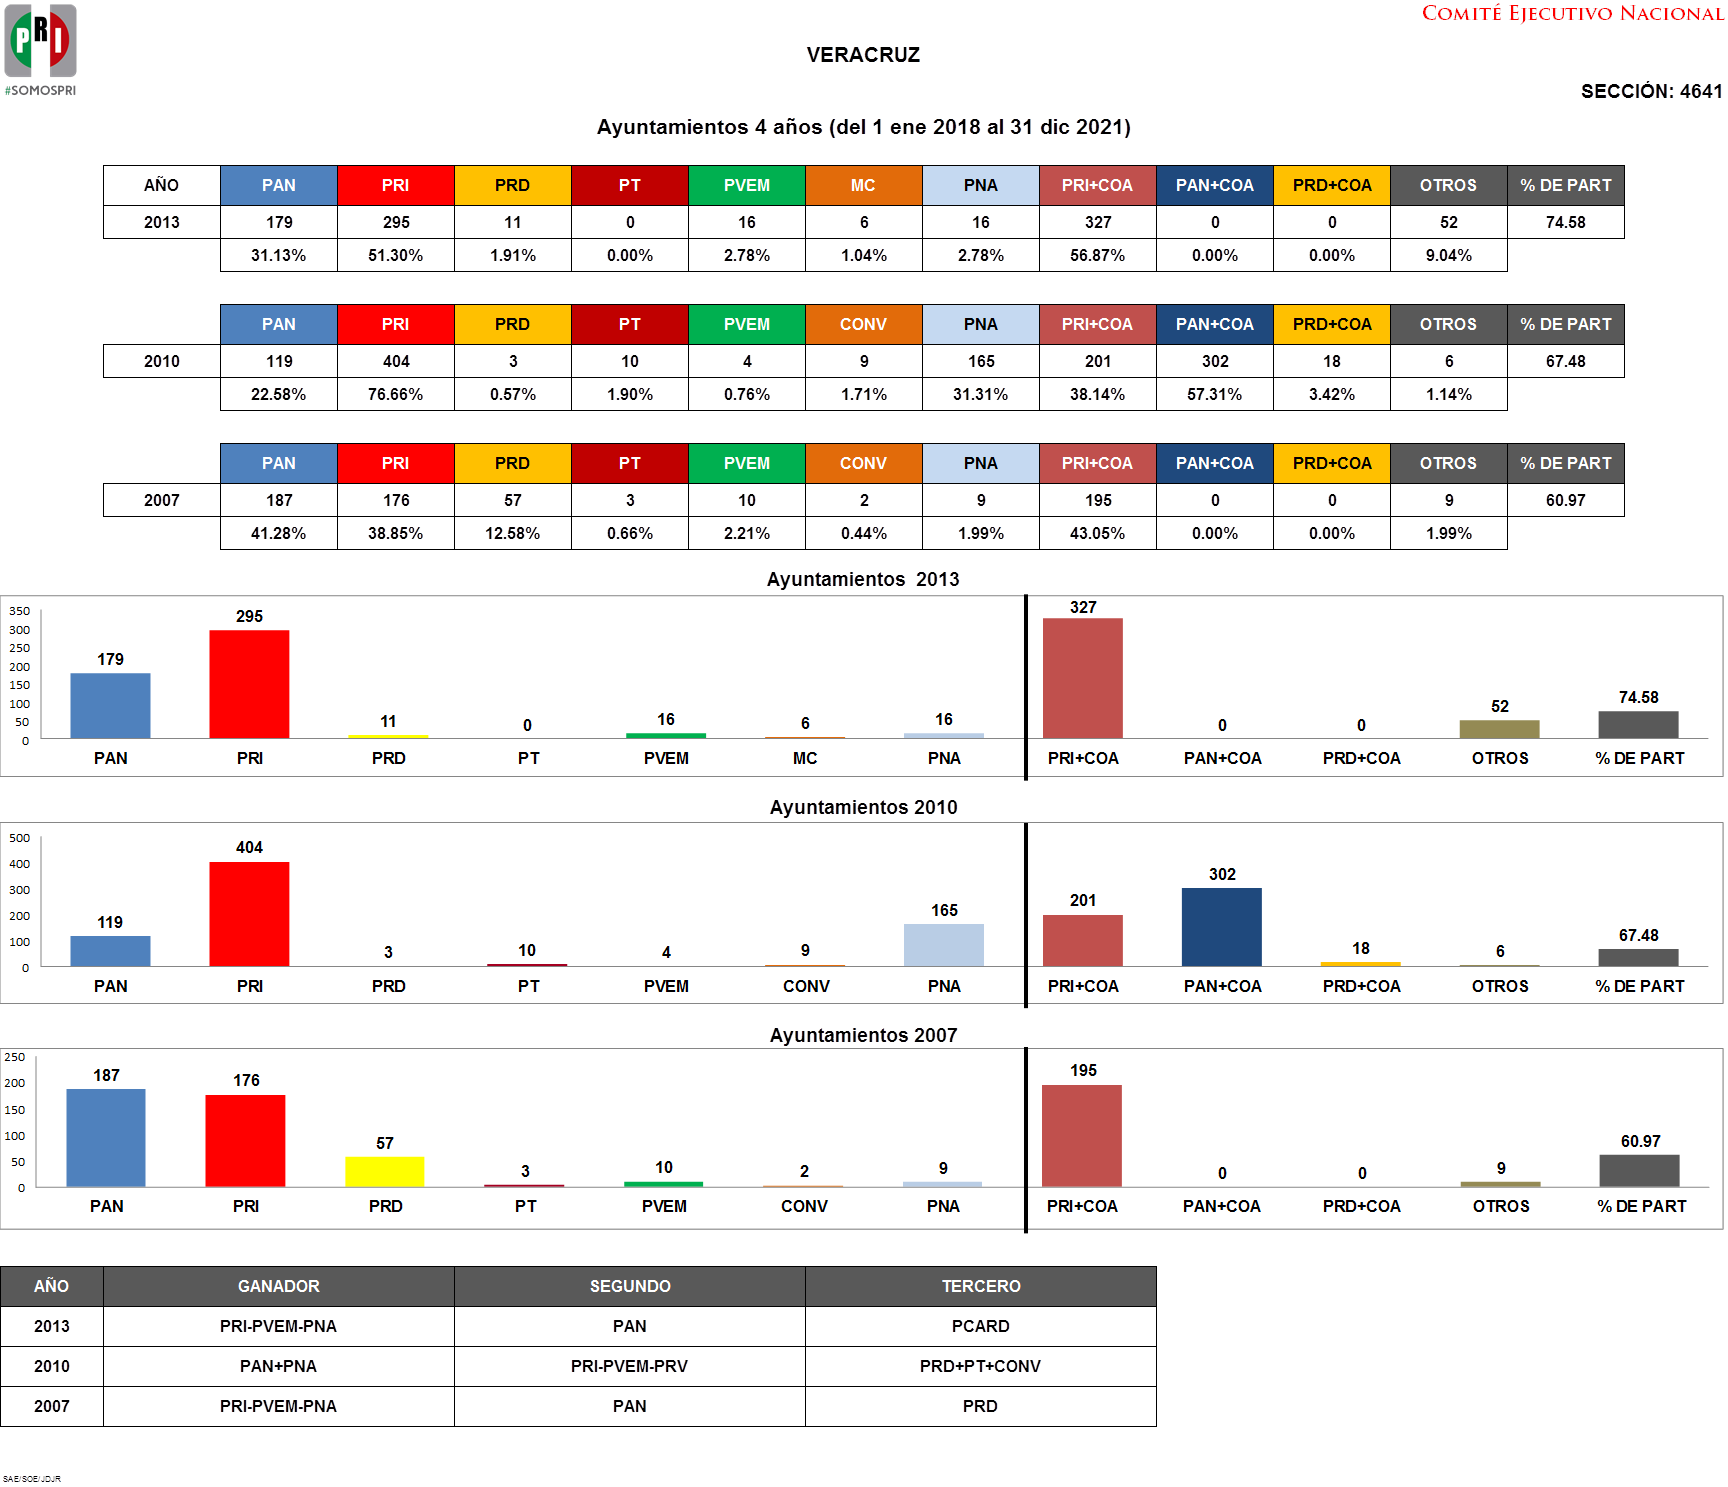 COMITÉ EJECUTIVO NACIONAL
PRI
#SOMOSPRI
VERACRUZ
SECCIÓN: 4641
Ayuntamientos 4 años (del 1 ene 2018 al 31 dic 2021)
AÑO PAN PRI PRD PT PVEM MC PNA PRI+COA PAN+COA PRD+COA OTROS % DE PART
2013 179 295 11 0 16 6 16 327 0 0 52 74.58
31.13% 51.30% 1.91% 0.00% 2.78% 1.04% 2.78% 56.87% 0.00% 0.00% 9.04%
PAN PRI PRD PT PVEM CONV PNA PRI+COA PAN+COA PRD+COA OTROS % DE PART
2010 119 404 3 10 4 9 165 201 302 18 6 67.48
22.58% 76.66% 0.57% 1.90% 0.76% 1.71% 31.31% 38.14% 57.31% 3.42% 1.14%
PAN PRI PRD PT PVEM CONV PNA PRI+COA PAN+COA PRD+COA OTROS % DE PART
2007 187 176 57 3 10 2 9 195 0 0 9 60.97
41.28% 38.85% 12.58% 0.66% 2.21% 0.44% 1.99% 43.05% 0.00% 0.00% 1.99%
Ayuntamientos 2013
350
300
250
200
150
100
50
0
179 295 11 0 16 6 16 327 0 0 52 74.58
PAN PRI PRD PT PVEM MC PNA PRI+COA PAN+COA PRD+COA OTROS % DE PART
Ayuntamientos 2010
500
400
300
200
100
0
119 404 3 10 4 9 165 201 302 18 6 67.48
PAN PRI PRD PT PVEM CONV PNA PRI+COA PAN+COA PRD+COA OTROS % DE PART
Ayuntamientos 2007
250
200
150
100
50
0
187 176 57 3 10 2 9 195 0 0 9 60.97
PAN PRI PRD PT PVEM CONV PNA PRI+COA PAN+COA PRD+COA OTROS % DE PART
AÑO GANADOR SEGUNDO TERCERO
2013 PRI-PVEM-PNA PAN PCARD
2010 PAN+PNA PRI-PVEM-PRV PRD+PT+CONV
2007 PRI-PVEM-PNA PAN PRD
SAE/SOE/JDJR